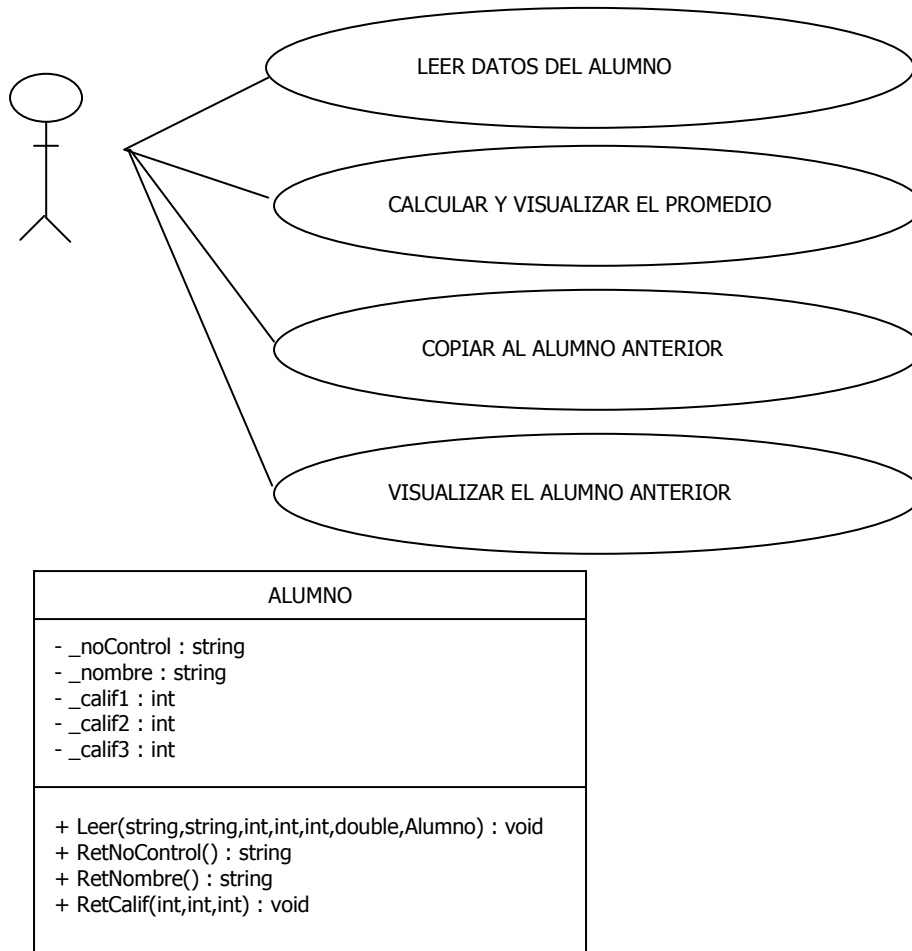 LEER DATOS DEL ALUMNO
CALCULAR Y VISUALIZAR EL PROMEDIO
COPIAR AL ALUMNO ANTERIOR
VISUALIZAR EL ALUMNO ANTERIOR
ALUMNO
- _noControl : string
- _nombre : string
- _calif1 : int
- _calif2 : int
- _calif3 : int
+ Leer(string,string,int,int,int,double,Alumno) : void
+ RetNoControl() : string
+ RetNombre() : string
+ RetCalif(int,int,int) : void